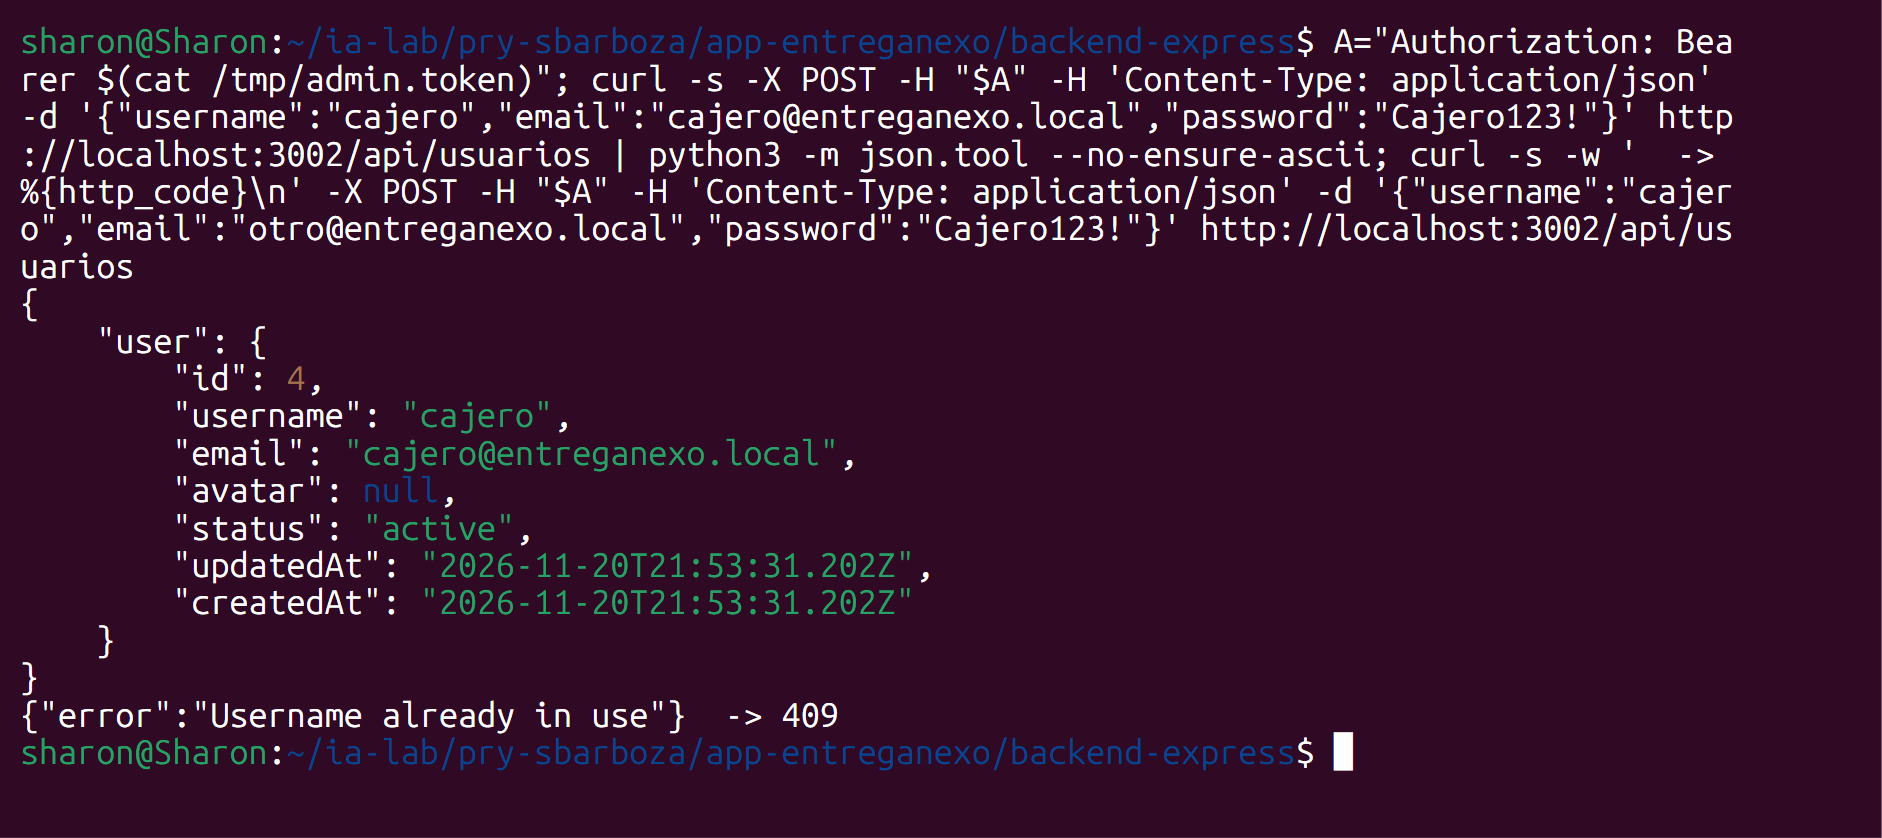 sharon@Sharon:~/ia-lab/pry-sbarboza/app-entreganexo/backend-express$ A="Authorization: Bea
rer $(cat /tmp/admin.token)"; curl -s -X POST -H "$A" -H 'Content-Type: application/json'
-d '{"username":"cajero","email":"cajero@entreganexo.local","password":"Cajero123!"}' http
://localhost:3002/api/usuarios | python3 -m json.tool --no-ensure-ascii; curl -s -w '  ->
%{http_code}\n' -X POST -H "$A" -H 'Content-Type: application/json' -d '{"username":"cajer
o","email":"otro@entreganexo.local","password":"Cajero123!"}' http://localhost:3002/api/us
uarios
{
    "user": {
        "id": 4,
        "username": "cajero",
        "email": "cajero@entreganexo.local",
        "avatar": null,
        "status": "active",
        "updatedAt": "2026-11-20T21:53:31.202Z",
        "createdAt": "2026-11-20T21:53:31.202Z"
    }
}
{"error":"Username already in use"}  -> 409
sharon@Sharon:~/ia-lab/pry-sbarboza/app-entreganexo/backend-express$